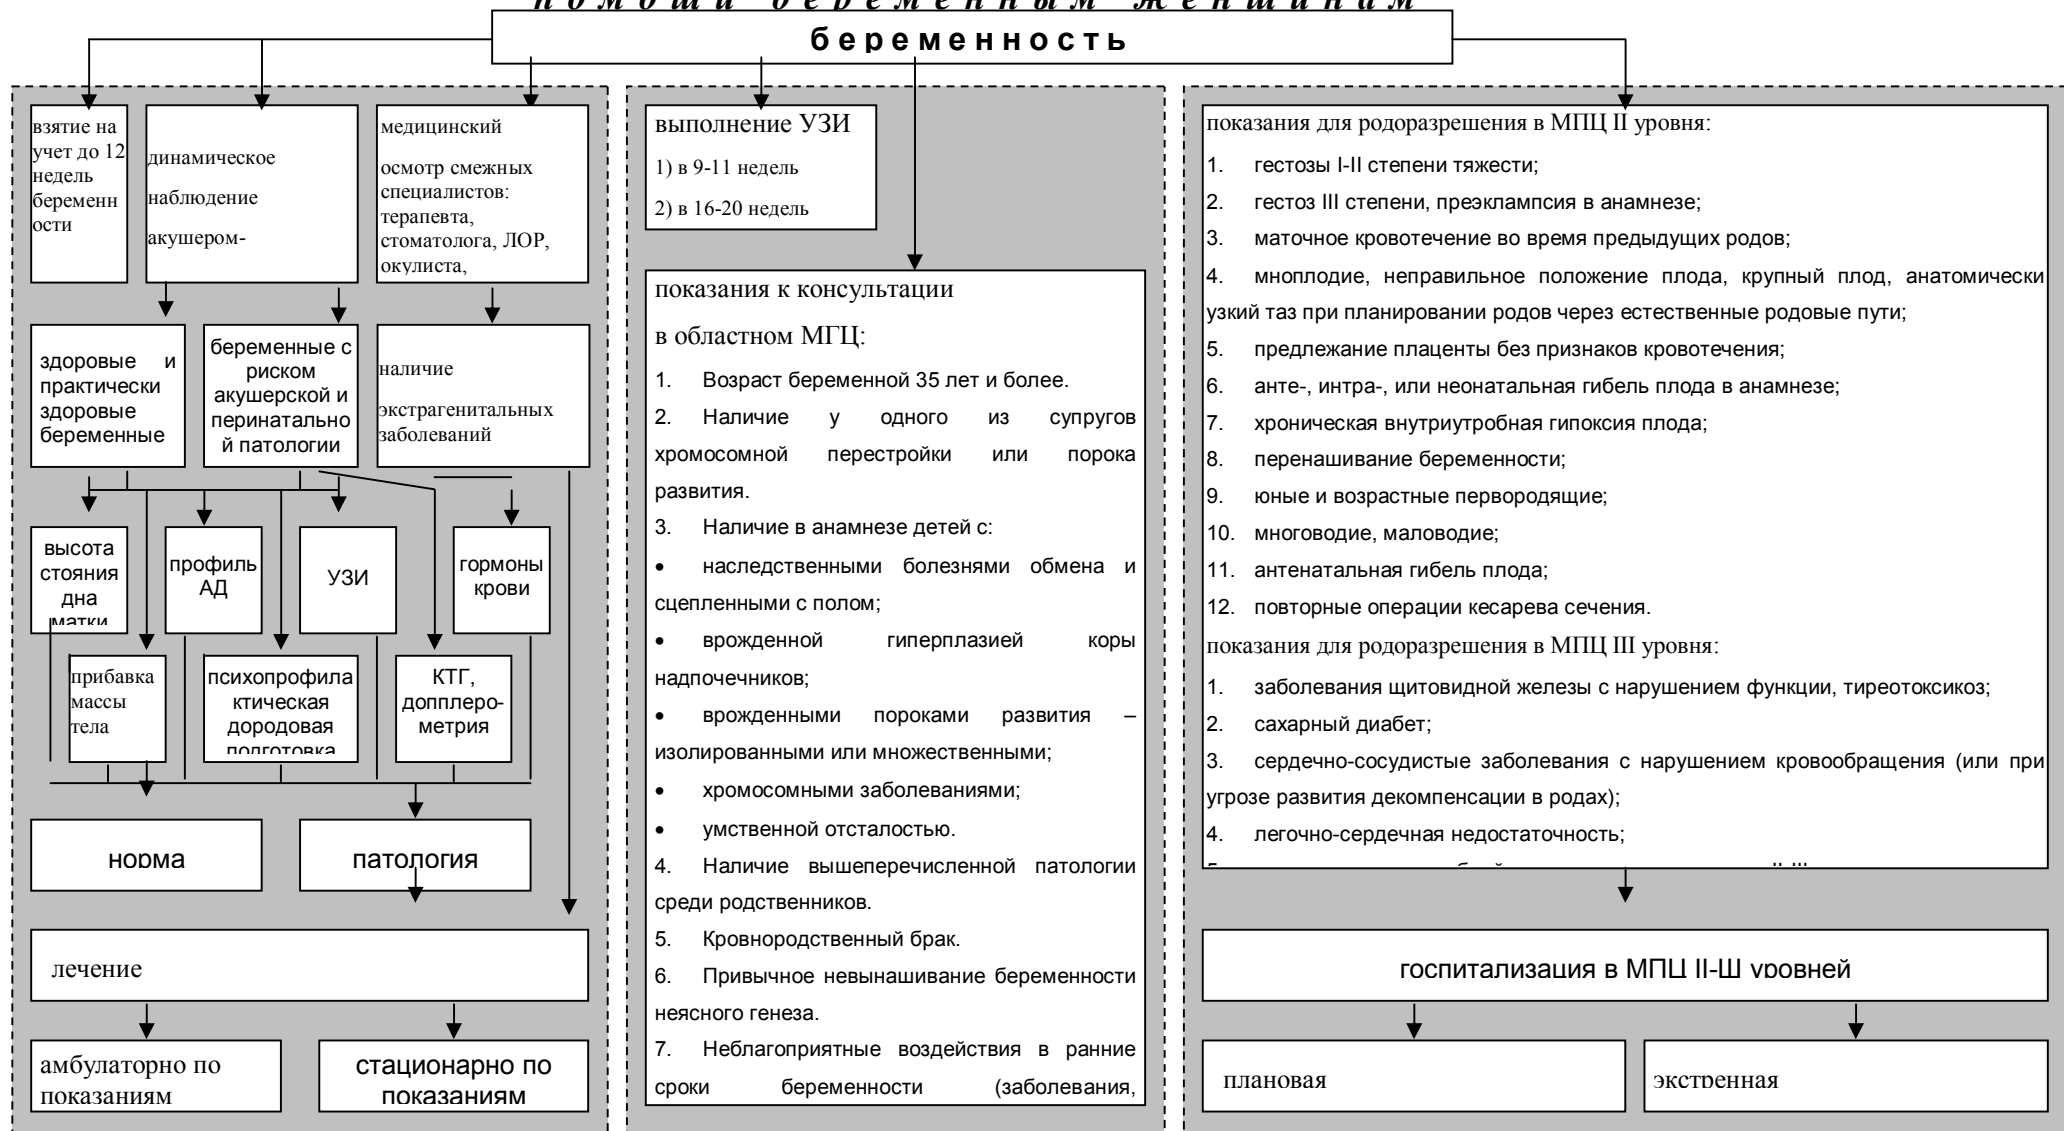 помощи беременным женщинам
беременность
взятие на
учет до 12
недель
беременн
ости
динамическое
наблюдение
акушером-
медицинский
осмотр смежных
специалистов:
терапевта,
стоматолога, ЛОР,
окулиста,
здоровые и
практически
здоровые
беременные
беременные с
риском
акушерской и
перинатально
й патологии
наличие
экстрагенитальных
заболеваний
высота
стояния
дна
матки
профиль
АД
УЗИ
гормоны
крови
прибавка
массы
тела
психопрофила
ктическая
дородовая
подготовка
КТГ,
допплеро-
метрия
норма
патология
лечение
амбулаторно по
показаниям
стационарно по
показаниям
выполнение УЗИ
1) в 9-11 недель
2) в 16-20 недель
показания к консультации
в областном МГЦ:
1. Возраст беременной 35 лет и более.
2. Наличие у одного из супругов
хромосомной перестройки или порока
развития.
3. Наличие в анамнезе детей с:
• наследственными болезнями обмена и
сцепленными с полом;
• врожденной гиперплазией коры
надпочечников;
• врожденными пороками развития –
изолированными или множественными;
• хромосомными заболеваниями;
• умственной отсталостью.
4. Наличие вышеперечисленной патологии
среди родственников.
5. Кровнородственный брак.
6. Привычное невынашивание беременности
неясного генеза.
7. Неблагоприятные воздействия в ранние
сроки беременности (заболевания,
показания для родоразрешения в МПЦ II уровня:
1. гестозы I-II степени тяжести;
2. гестоз III степени, преэклампсия в анамнезе;
3. маточное кровотечение во время предыдущих родов;
4. мноплодие, неправильное положение плода, крупный плод, анатомически
узкий таз при планировании родов через естественные родовые пути;
5. предлежание плаценты без признаков кровотечения;
6. анте-, интра-, или неонатальная гибель плода в анамнезе;
7. хроническая внутриутробная гипоксия плода;
8. перенашивание беременности;
9. юные и возрастные первородящие;
10. многоводие, маловодие;
11. антенатальная гибель плода;
12. повторные операции кесарева сечения.
показания для родоразрешения в МПЦ III уровня:
1. заболевания щитовидной железы с нарушением функции, тиреотоксикоз;
2. сахарный диабет;
3. сердечно-сосудистые заболевания с нарушением кровообращения (или при
угрозе развития декомпенсации в родах);
4. легочно-сердечная недостаточность;
госпитализация в МПЦ II-Ш уровней
плановая
экстренная